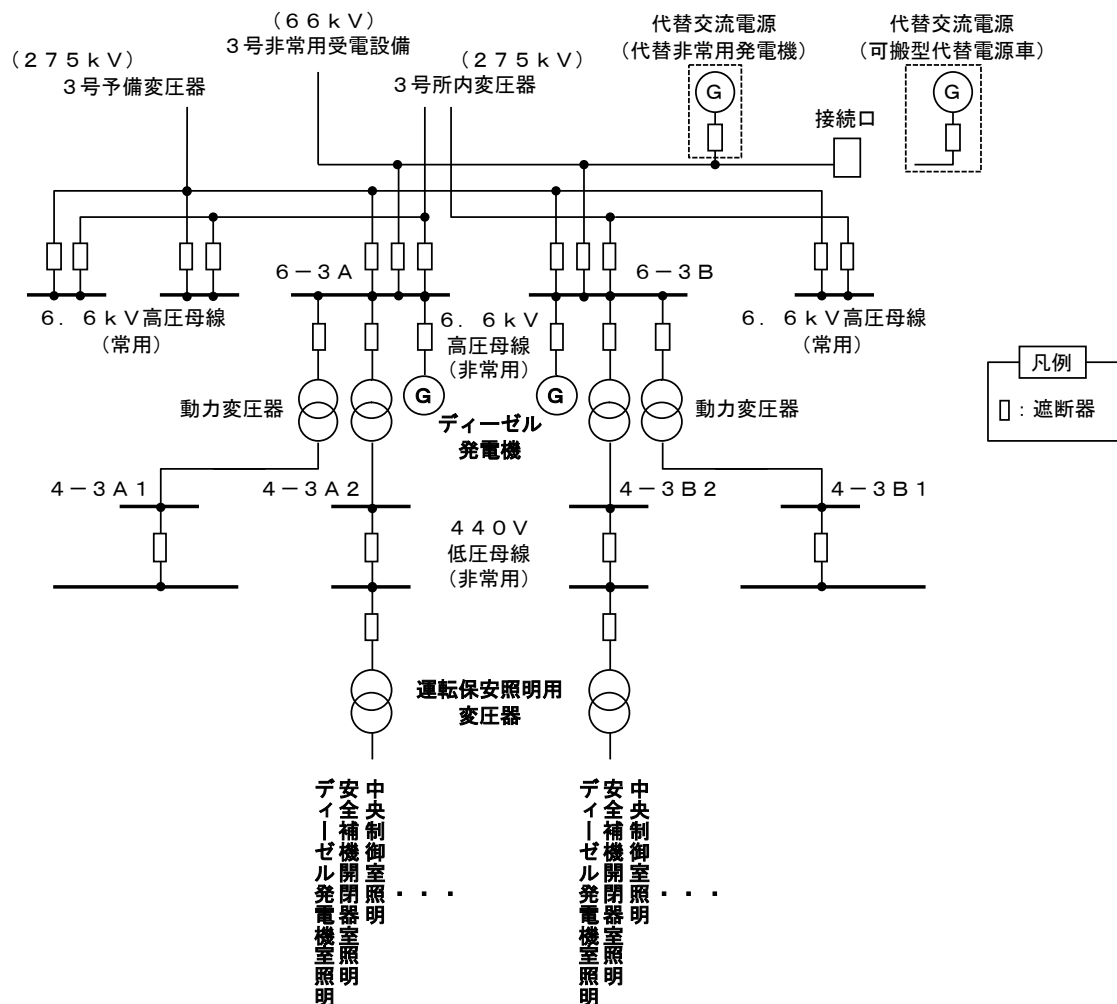 (66kV)
3号非常用受電設備
(275kV)
3号予備変圧器
(275kV)
3号所内変圧器
代替交流電源
(代替非常用発電機)
G
代替交流電源
(可搬型代替電源車)
G
接続口
6-3A
6-3B
6.6kV高圧母線
(常用)
6.6kV
高圧母線
(非常用)
6.6kV高圧母線
(常用)
G
G
ディーゼル
発電機
動力変圧器
動力変圧器
凡例
:遮断器
4-3A1
4-3A2
4-3B2
4-3B1
440V
低圧母線
(非常用)
運転保安照明用
変圧器
中央制御室照明
安全補機開閉器室照明
ディーゼル発電機室照明
・・・
中央制御室照明
安全補機開閉器室照明
ディーゼル発電機室照明
・・・